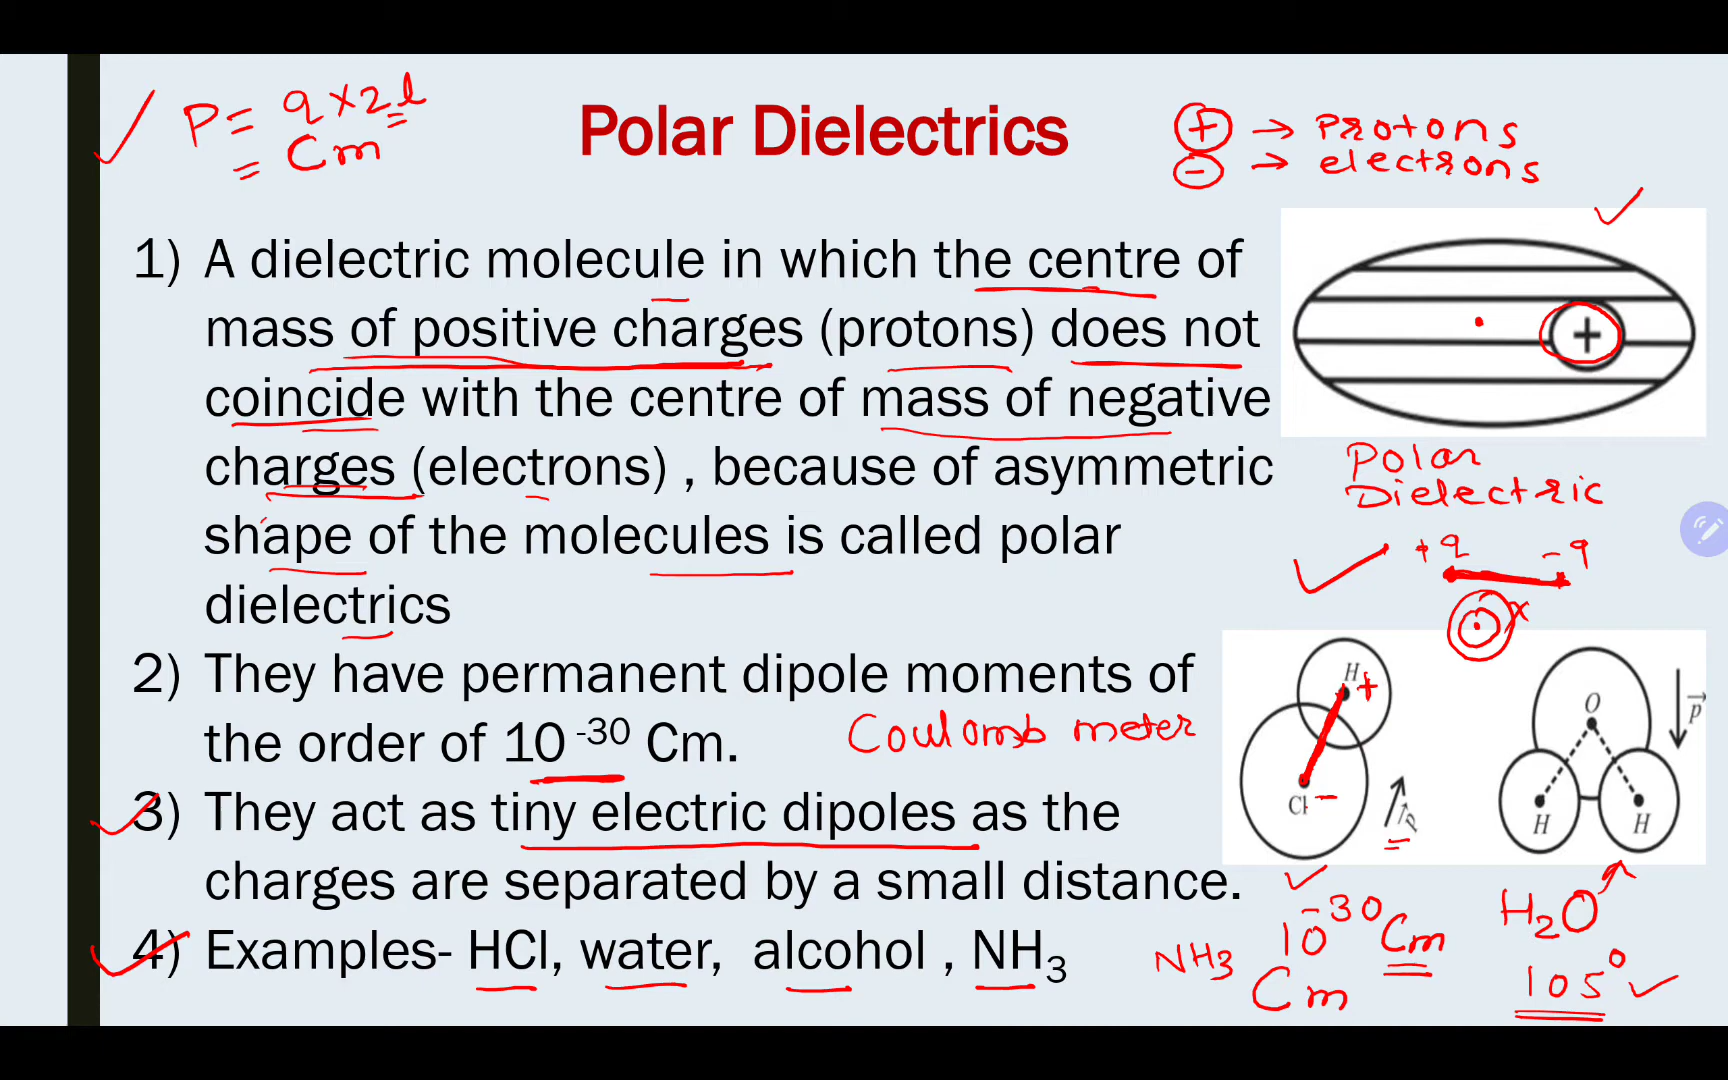 P = q x 2l
= Cm
Polar Dielectrics
+ → Protons
- → electrons
1) A dielectric molecule in which the centre of
mass of positive charges (protons) does not
coincide with the centre of mass of negative
charges (electrons) , because of asymmetric
shape of the molecules is called polar
dielectrics
2) They have permanent dipole moments of
the order of 10 -30 Cm.
Coulomb meter
3) They act as tiny electric dipoles as the
charges are separated by a small distance.
4) Examples- HCl, water, alcohol , NH3
+
Polar
Dielectric
+q -q
x
H +
Cl -
p
O
H H
p
10-30 Cm
NH3
Cm
H2O
105°